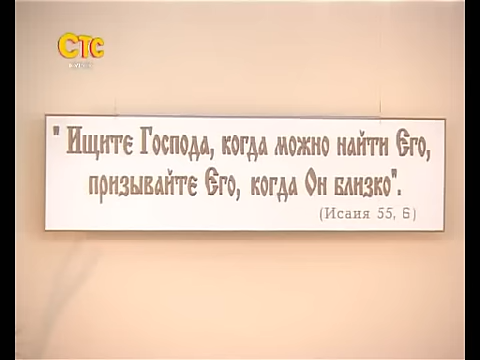 СТС
" Ищите Господа, когда можно найти Его,
призывайте Его, когда Он близко".
(Исаия 55, 6)